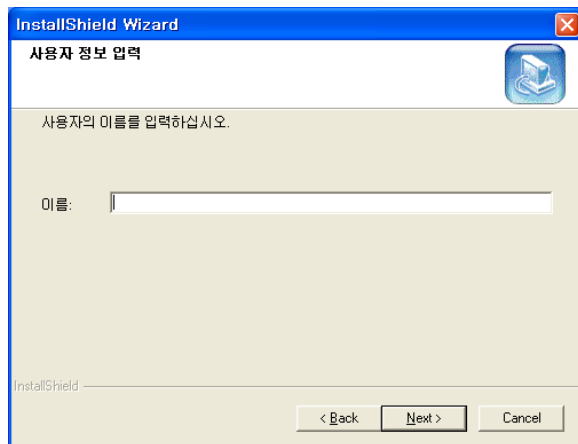 InstallShield Wizard
사용자 정보 입력
사용자의 이름를 입력하십시오.
이름:
InstallShield
< Back Next > Cancel